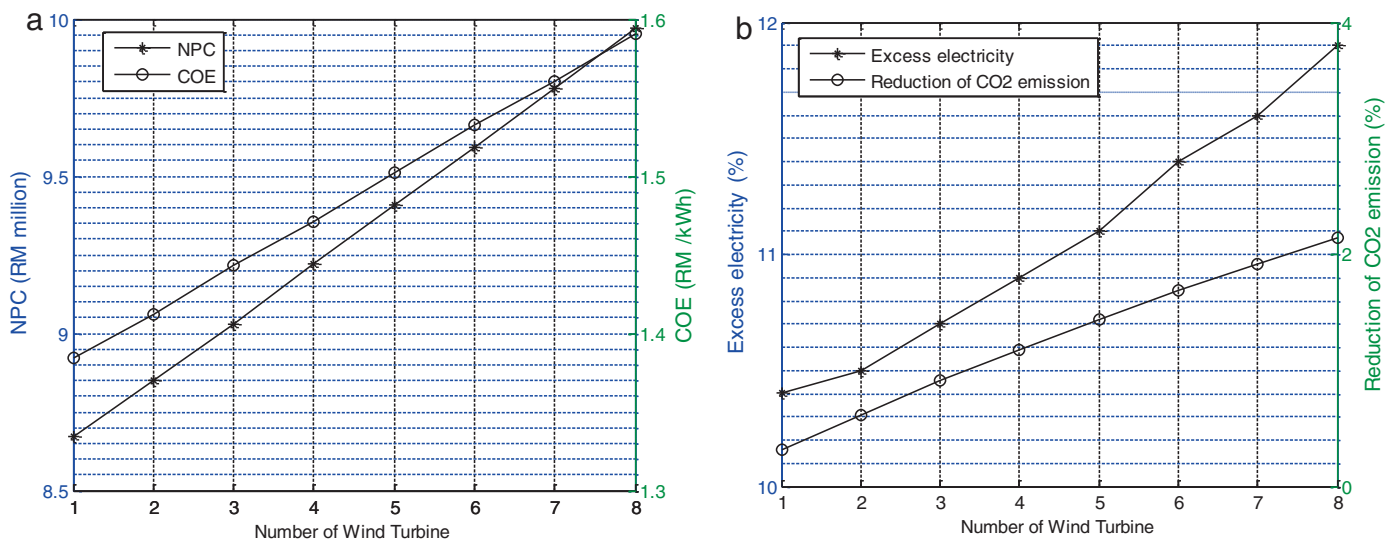 a
NPC
COE
10
9.5
9
8.5
NPC (RM million)
1.6
1.5
1.4
1.3
COE (RM /kWh)
1 2 3 4 5 6 7 8
Number of Wind Turbine
b
Excess electricity
Reduction of CO2 emission
12
11
10
Excess electricity (%)
4
2
0
Reduction of CO2 emission (%)
1 2 3 4 5 6 7 8
Number of Wind Turbine